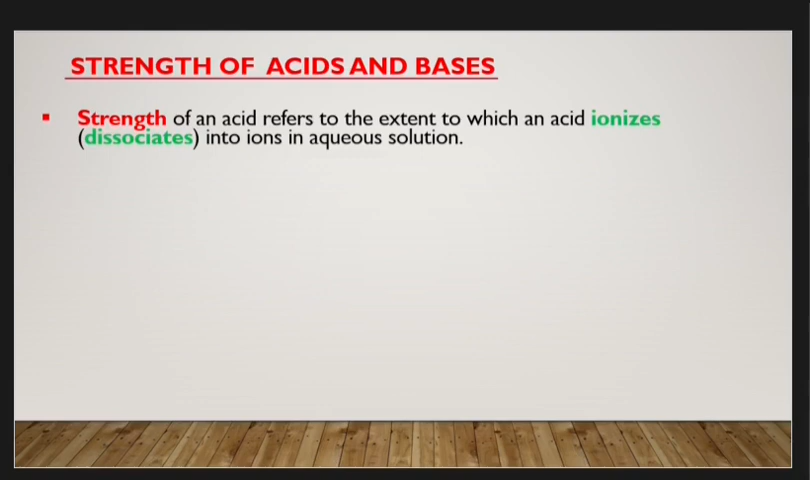 STRENGTH OF ACIDS AND BASES
▪ Strength of an acid refers to the extent to which an acid ionizes
(dissociates) into ions in aqueous solution.